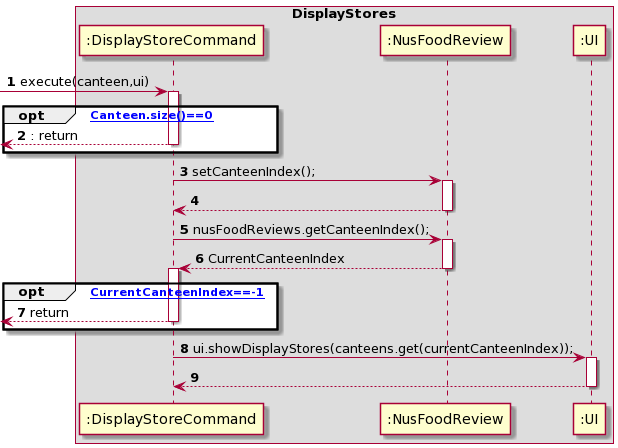 DisplayStores
:DisplayStoreCommand :NusFoodReview :UI
1 execute(canteen,ui)
opt Canteen.size()==0
2 : return
3 setCanteenIndex();
4
5 nusFoodReviews.getCanteenIndex();
6 CurrentCanteenIndex
opt CurrentCanteenIndex==-1
7 return
8 ui.showDisplayStores(canteens.get(currentCanteenIndex));
9
:DisplayStoreCommand :NusFoodReview :UI